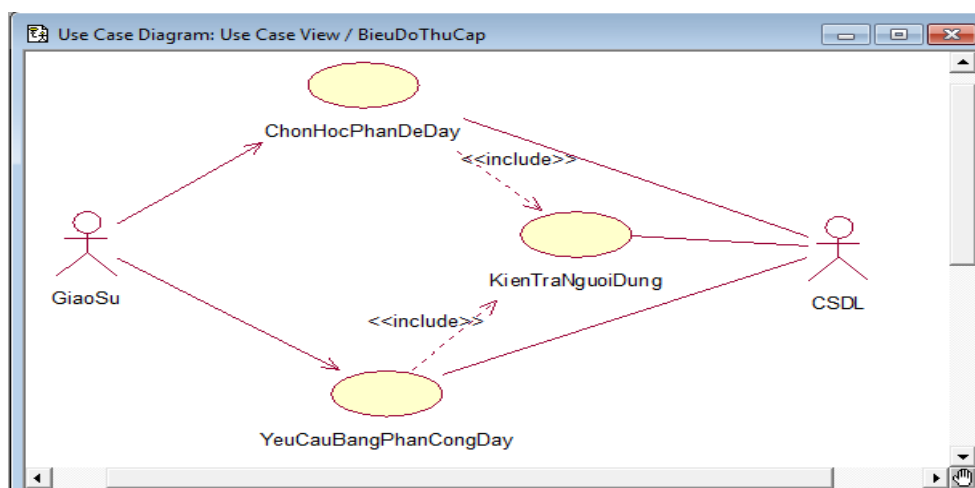 Use Case Diagram: Use Case View / BieuDoThuCap
ChonHocPhanDeDay
<<include>>
GiaoSu
KienTraNguoiDung
CSDL
<<include>>
YeuCauBangPhanCongDay